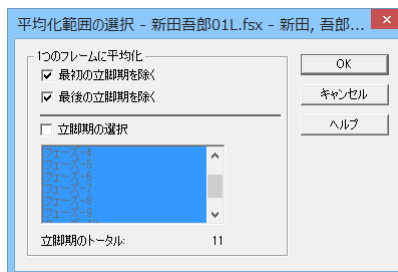 平均化範囲の選択 - 新田吾郎01L.fsx - 新田, 吾郎...
1つのフレームに平均化
最初の立脚期を除く
最後の立脚期を除く
立脚期の選択
フェーズ-4
フェーズ-5
フェーズ-6
フェーズ-7
フェーズ-8
フェーズ-9
立脚期のトータル: 11
OK
キャンセル
ヘルプ